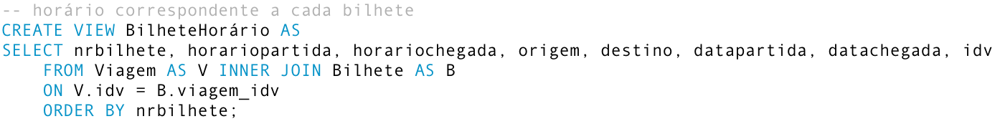 -- horário correspondente a cada bilhete
CREATE VIEW BilheteHorário AS
SELECT nrbilhete, horariopartida, horariochegada, origem, destino, datapartida, datachegada, idv
    FROM Viagem AS V INNER JOIN Bilhete AS B
    ON V.idv = B.viagem_idv
    ORDER BY nrbilhete;